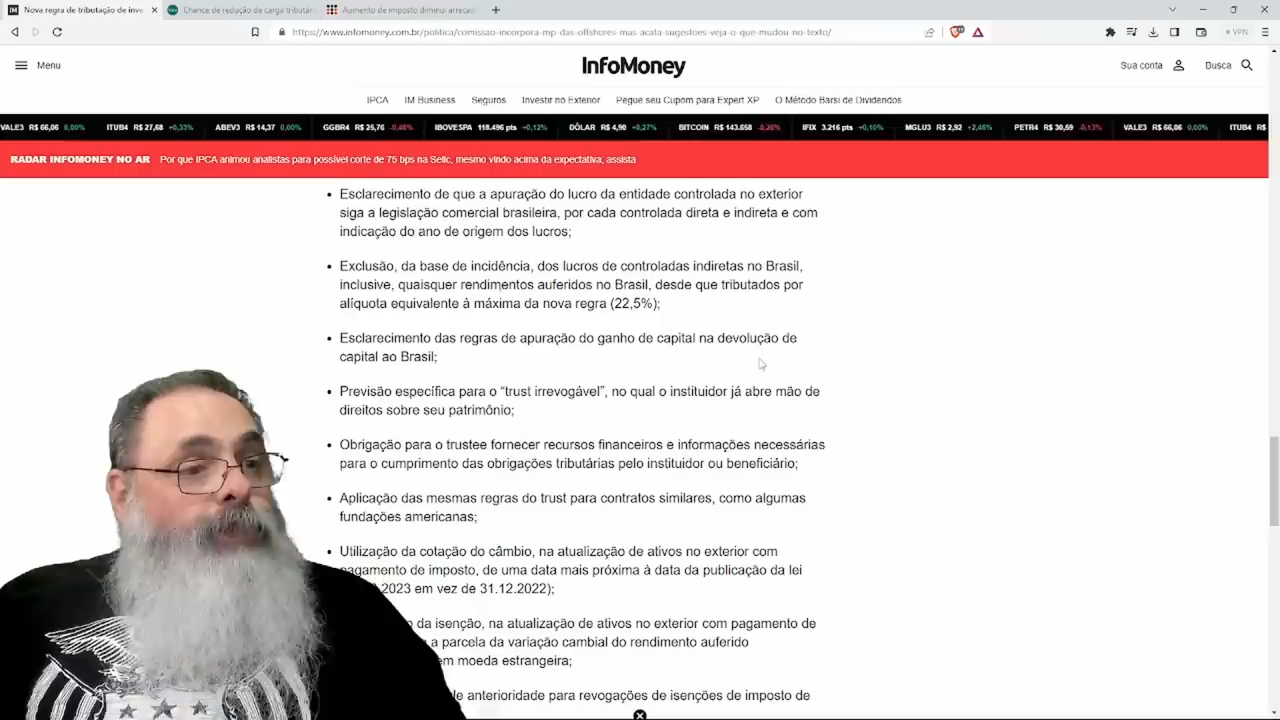 Nova regra de tributação de inve
Chance de redução de carga tributári
Aumento de imposto diminui arrecad
https://www.infomoney.com.br/politica/comissao-incorpora-mp-das-offshores-mas-acata-sugestoes-veja-o-que-mudou-no-texto/
VPN
Menu
InfoMoney
Sua conta
Busca
IPCA IM Business Seguros Investir no Exterior Pegue seu Cupom para Expert XP O Método Barsi de Dividendos
VALE3 R$ 66,06 0,00% ITUB4 R$ 27,68 +0,33% ABEV3 R$ 14,37 0,00% GGBR4 R$ 25,76 -0,48% IBOVESPA 118.496 pts +0,12% DÓLAR R$ 4,90 +0,27% BITCOIN R$ 143.658 -0,26% IFIX 3.216 pts +0,10% MGLU3 R$ 2,92 +2,46% PETR4 R$ 30,59 -0,13% VALE3 R$ 66,06 0,00% ITUB4 R$
RADAR INFOMONEY NO AR Por que IPCA animou analistas para possível corte de 75 bps na Selic, mesmo vindo acima da expectativa; assista
• Esclarecimento de que a apuração do lucro da entidade controlada no exterior
siga a legislação comercial brasileira, por cada controlada direta e indireta e com
indicação do ano de origem dos lucros;
• Exclusão, da base de incidência, dos lucros de controladas indiretas no Brasil,
inclusive, quaisquer rendimentos auferidos no Brasil, desde que tributados por
alíquota equivalente à máxima da nova regra (22,5%);
• Esclarecimento das regras de apuração do ganho de capital na devolução de
capital ao Brasil;
• Previsão específica para o “trust irrevogável”, no qual o instituidor já abre mão de
direitos sobre seu patrimônio;
• Obrigação para o trustee fornecer recursos financeiros e informações necessárias
para o cumprimento das obrigações tributárias pelo instituidor ou beneficiário;
• Aplicação das mesmas regras do trust para contratos similares, como algumas
fundações americanas;
• Utilização da cotação do câmbio, na atualização de ativos no exterior com
pagamento de imposto, de uma data mais próxima à data da publicação da lei
2023 em vez de 31.12.2022);
da isenção, na atualização de ativos no exterior com pagamento de
a parcela da variação cambial do rendimento auferido
em moeda estrangeira;
de anterioridade para revogações de isenções de imposto de